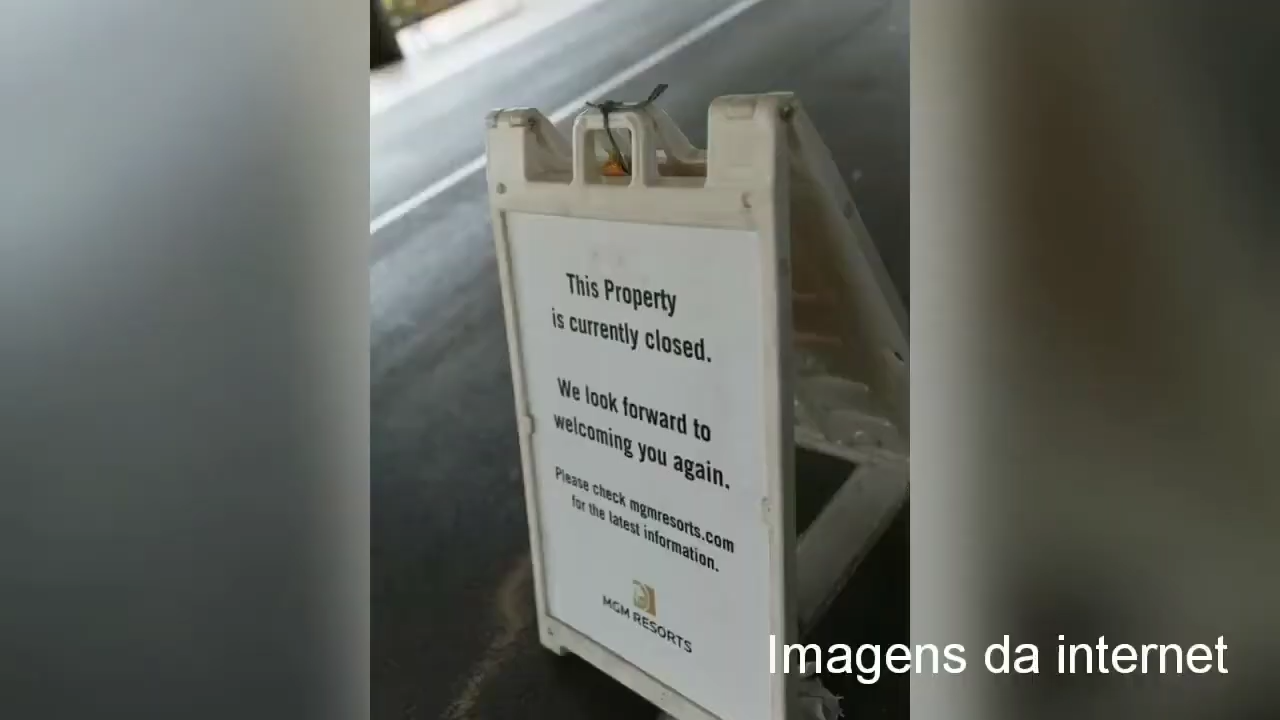 This Property
is currently closed.
We look forward to
welcoming you again.
Please check mgmresorts.com
for the latest information.
MGM RESORTS
Imagens da internet